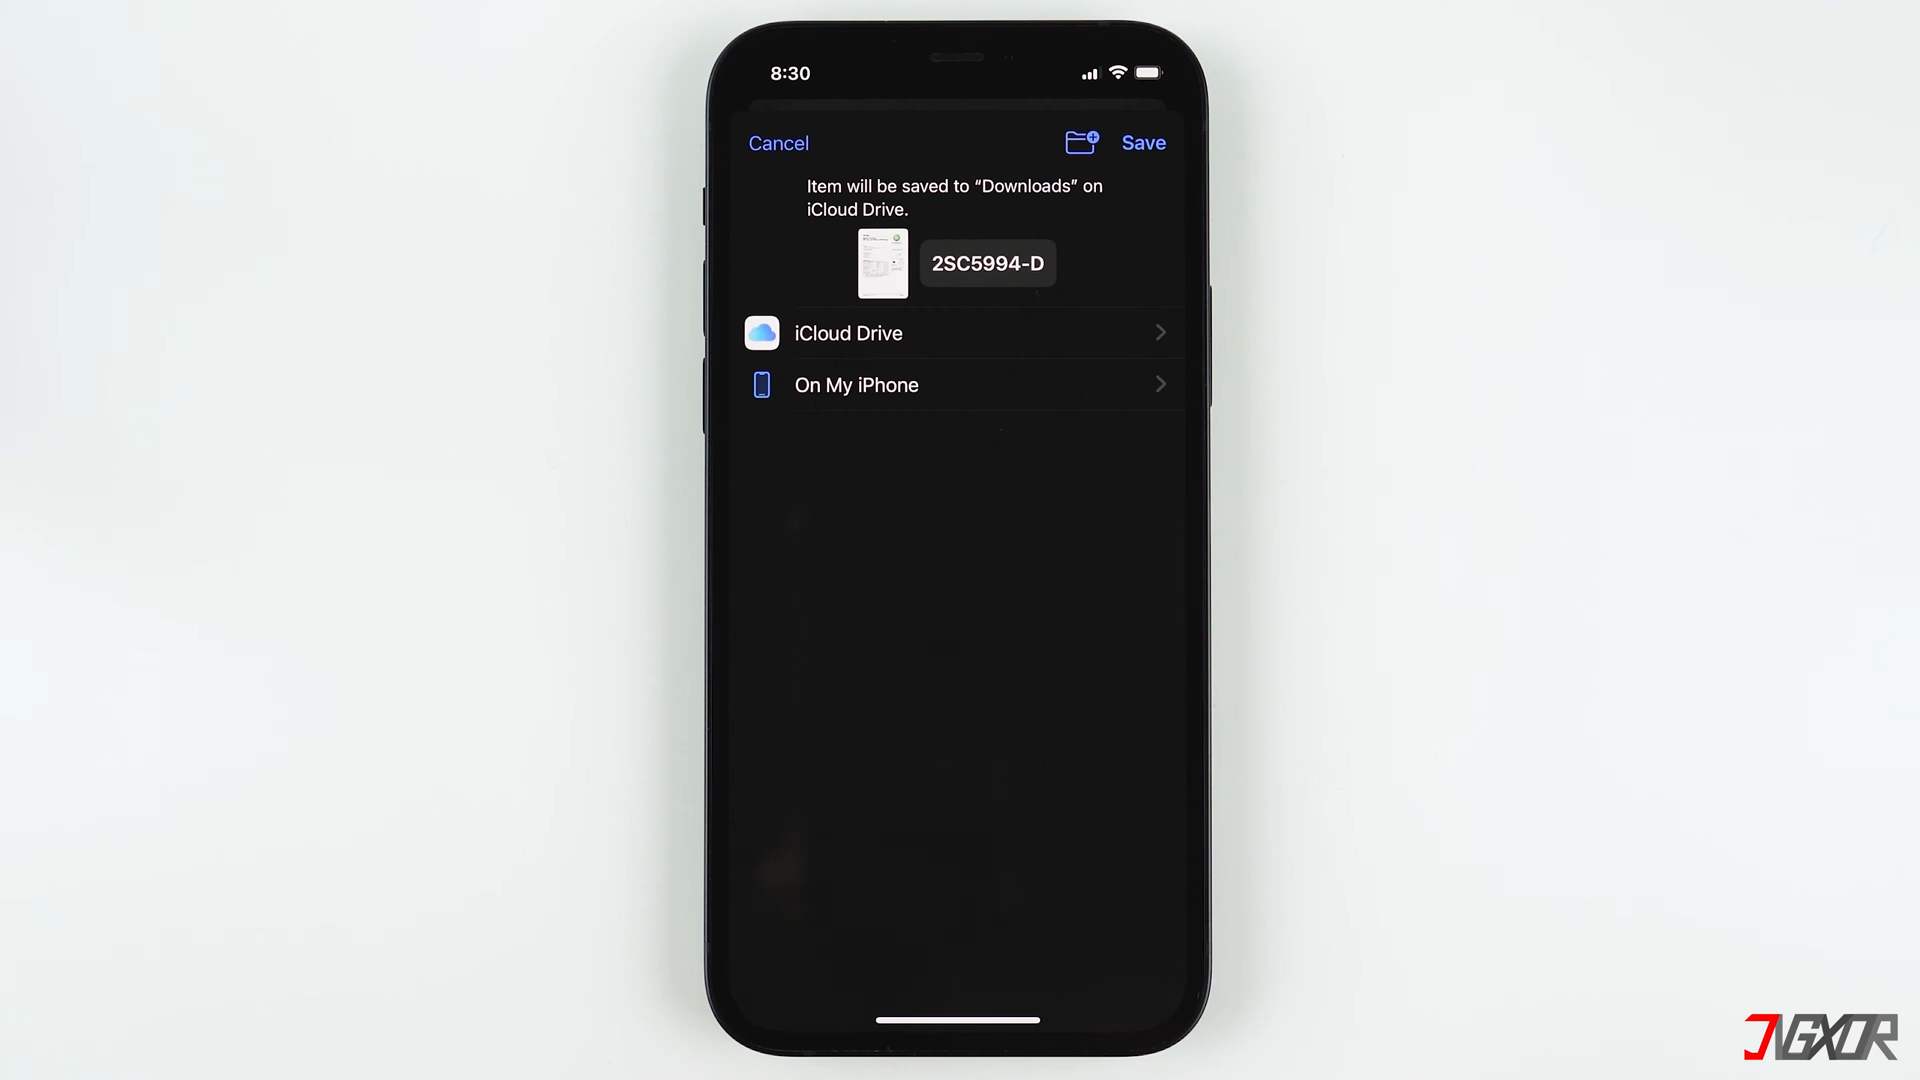 8:30
Cancel
Save
Item will be saved to “Downloads” on
iCloud Drive.
2SC5994-D
iCloud Drive
On My iPhone
JVGXOR